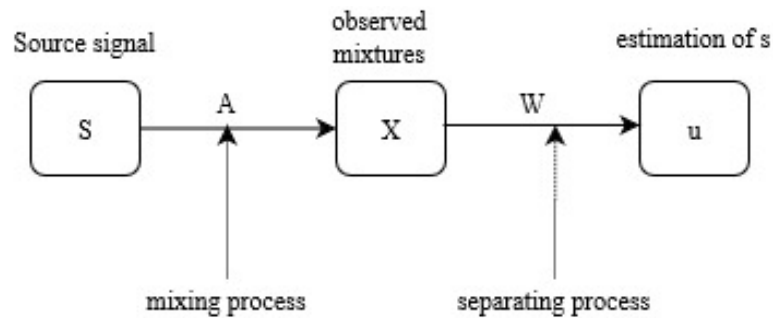 Source signal
observed
mixtures
estimation of s
S
A
X
W
u
mixing process
separating process